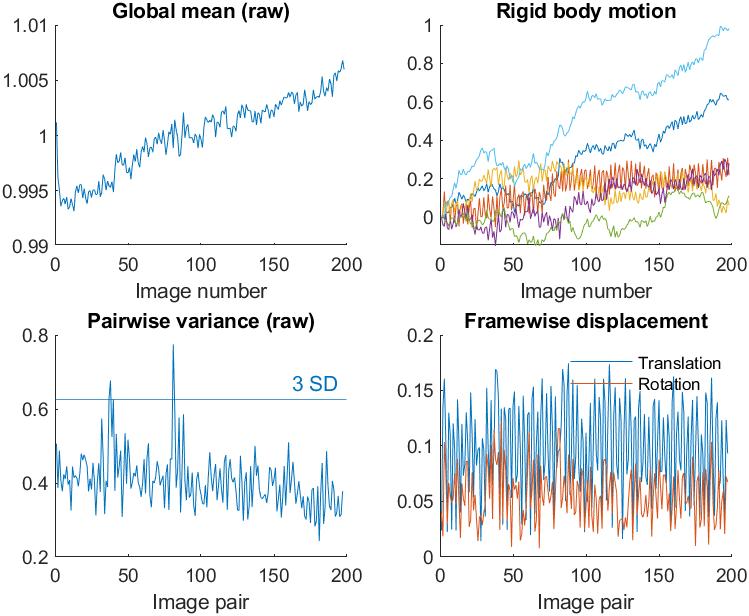 Global mean (raw)
1.01
1.005
1
0.995
0.99
0 50 100 150 200
Image number
Rigid body motion
1
0.8
0.6
0.4
0.2
0
0 50 100 150 200
Image number
Pairwise variance (raw)
0.8
0.6
0.4
0.2
3 SD
0 50 100 150 200
Image pair
Framewise displacement
0.2
0.15
0.1
0.05
0
Translation
Rotation
0 50 100 150 200
Image pair